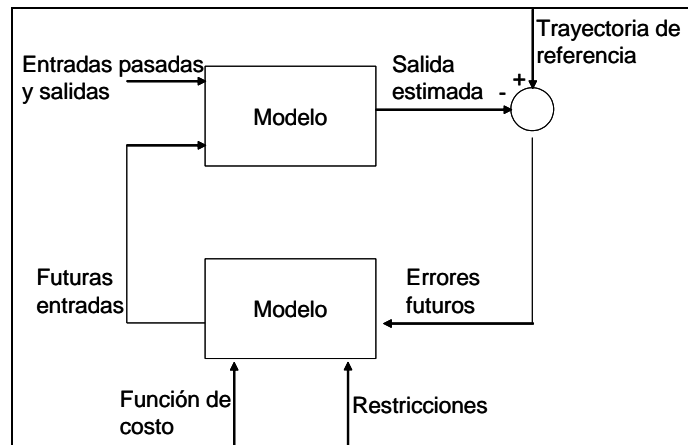 Trayectoria de
referencia
Entradas pasadas
y salidas
Salida
estimada
+
-
Modelo
Futuras
entradas
Modelo
Errores
futuros
Función de
costo
Restricciones